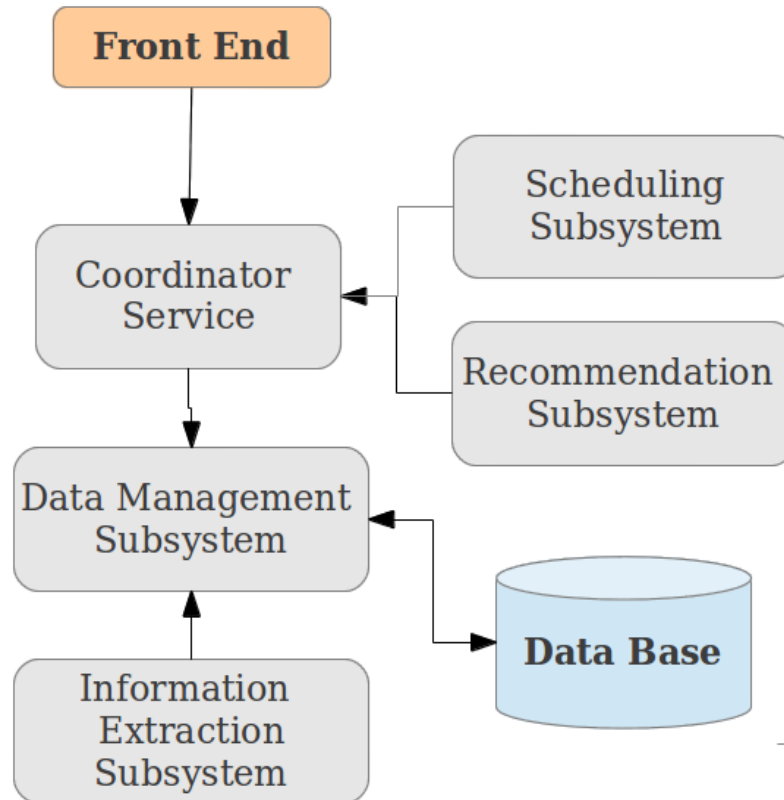 Front End
Scheduling
Subsystem
Coordinator
Service
Recommendation
Subsystem
Data Management
Subsystem
Data Base
Information
Extraction
Subsystem